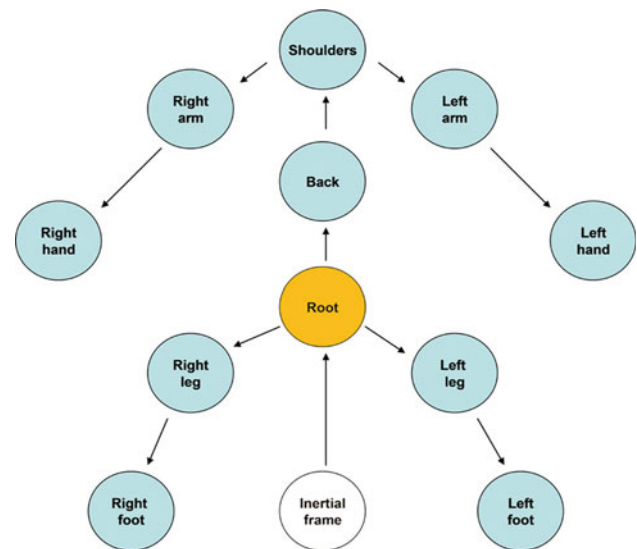 Shoulders
Right
arm
Left
arm
Back
Right
hand
Left
hand
Root
Right
leg
Left
leg
Right
foot
Inertial
frame
Left
foot